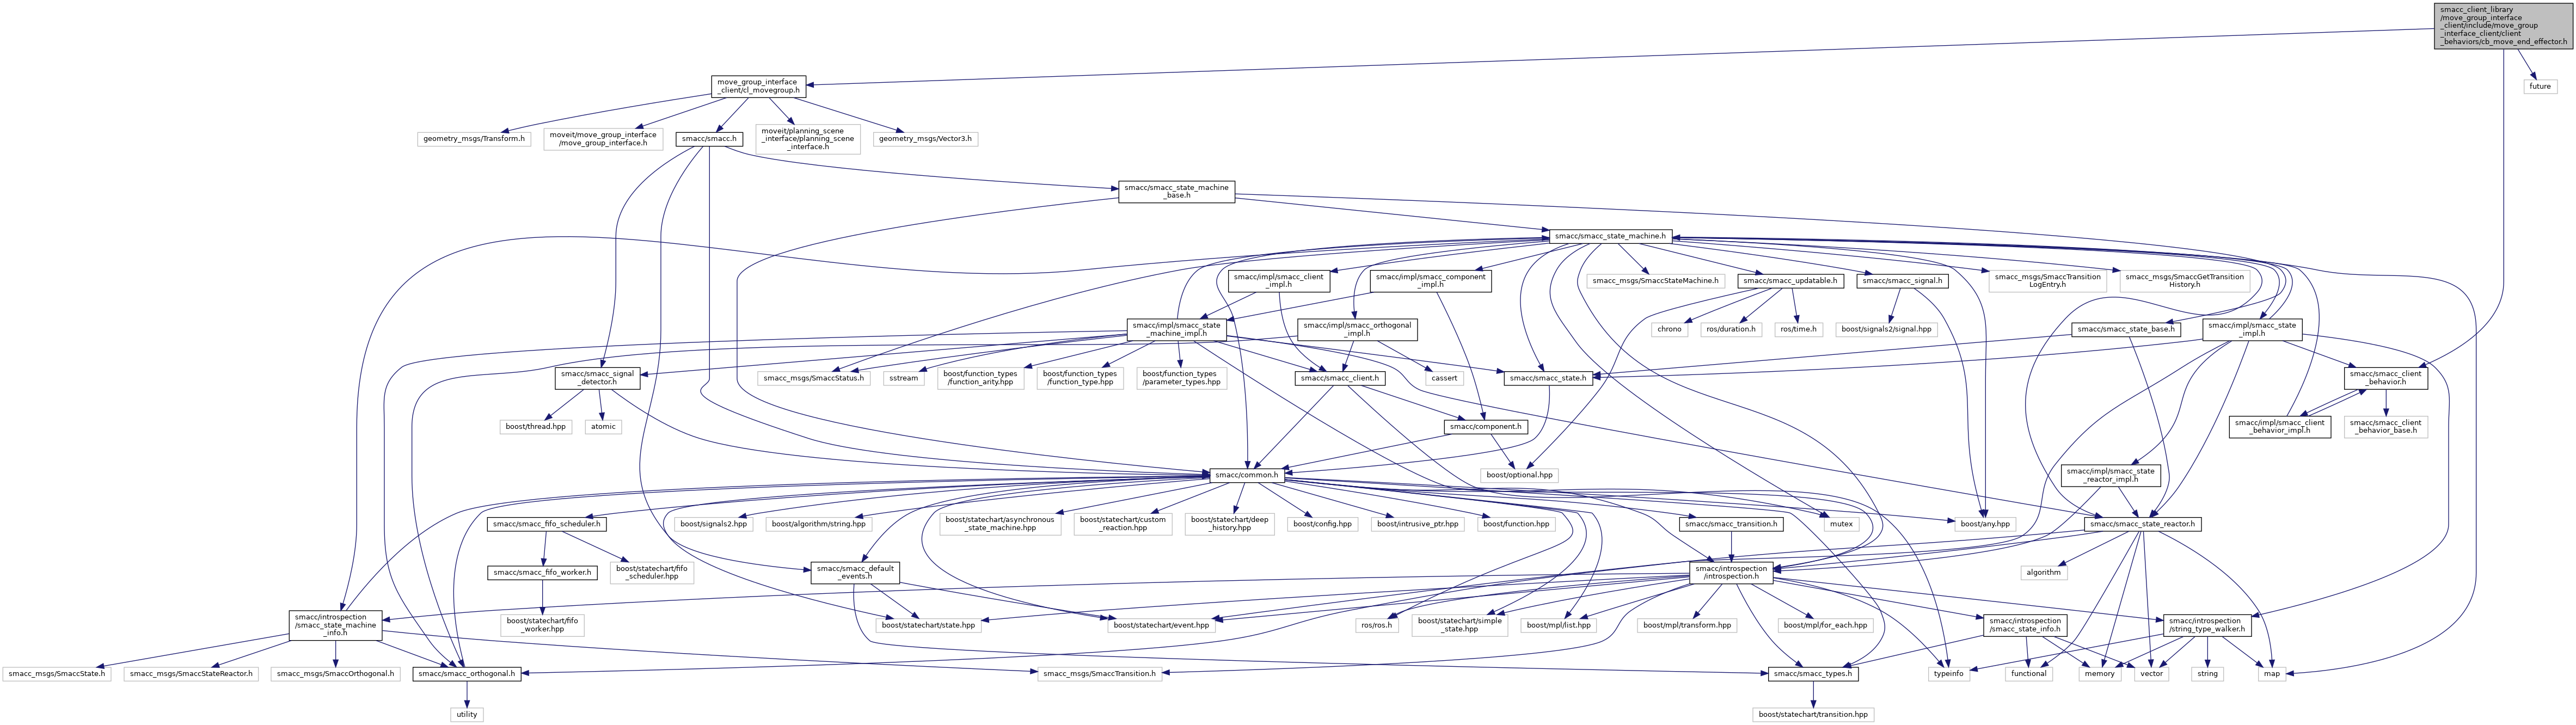 smacc_client_library
/move_group_interface
_client/include/move_group
_interface_client/client
_behaviors/cb_move_end_effector.h
move_group_interface
_client/cl_movegroup.h
future
geometry_msgs/Transform.h
moveit/move_group_interface
/move_group_interface.h
smacc/smacc.h
moveit/planning_scene
_interface/planning_scene
_interface.h
geometry_msgs/Vector3.h
smacc/smacc_state_machine
_base.h
smacc/smacc_state_machine.h
smacc/impl/smacc_client
_impl.h
smacc/impl/smacc_component
_impl.h
smacc_msgs/SmaccStateMachine.h
smacc/smacc_updatable.h
smacc/smacc_signal.h
smacc_msgs/SmaccTransition
LogEntry.h
smacc_msgs/SmaccGetTransition
History.h
smacc/impl/smacc_state
_machine_impl.h
smacc/impl/smacc_orthogonal
_impl.h
chrono
ros/duration.h
ros/time.h
boost/signals2/signal.hpp
smacc/smacc_state_base.h
smacc/impl/smacc_state
_impl.h
smacc/smacc_signal
_detector.h
smacc_msgs/SmaccStatus.h
sstream
boost/function_types
/function_arity.hpp
boost/function_types
/function_type.hpp
boost/function_types
/parameter_types.hpp
smacc/smacc_client.h
cassert
smacc/smacc_state.h
smacc/smacc_client
_behavior.h
boost/thread.hpp
atomic
smacc/component.h
smacc/impl/smacc_client
_behavior_impl.h
smacc/smacc_client
_behavior_base.h
smacc/common.h
boost/optional.hpp
smacc/impl/smacc_state
_reactor_impl.h
smacc/smacc_fifo_scheduler.h
boost/signals2.hpp
boost/algorithm/string.hpp
boost/statechart/asynchronous
_state_machine.hpp
boost/statechart/custom
_reaction.hpp
boost/statechart/deep
_history.hpp
boost/config.hpp
boost/intrusive_ptr.hpp
boost/function.hpp
smacc/smacc_transition.h
mutex
boost/any.hpp
smacc/smacc_state_reactor.h
smacc/smacc_fifo_worker.h
boost/statechart/fifo
_scheduler.hpp
smacc/smacc_default
_events.h
smacc/introspection
/introspection.h
algorithm
smacc/introspection
/smacc_state_machine
_info.h
boost/statechart/fifo
_worker.hpp
boost/statechart/state.hpp
boost/statechart/event.hpp
ros/ros.h
boost/statechart/simple
_state.hpp
boost/mpl/list.hpp
boost/mpl/transform.hpp
boost/mpl/for_each.hpp
smacc/introspection
/smacc_state_info.h
smacc/introspection
/string_type_walker.h
smacc_msgs/SmaccState.h
smacc_msgs/SmaccStateReactor.h
smacc_msgs/SmaccOrthogonal.h
smacc/smacc_orthogonal.h
smacc_msgs/SmaccTransition.h
smacc/smacc_types.h
typeinfo
functional
memory
vector
string
map
utility
boost/statechart/transition.hpp